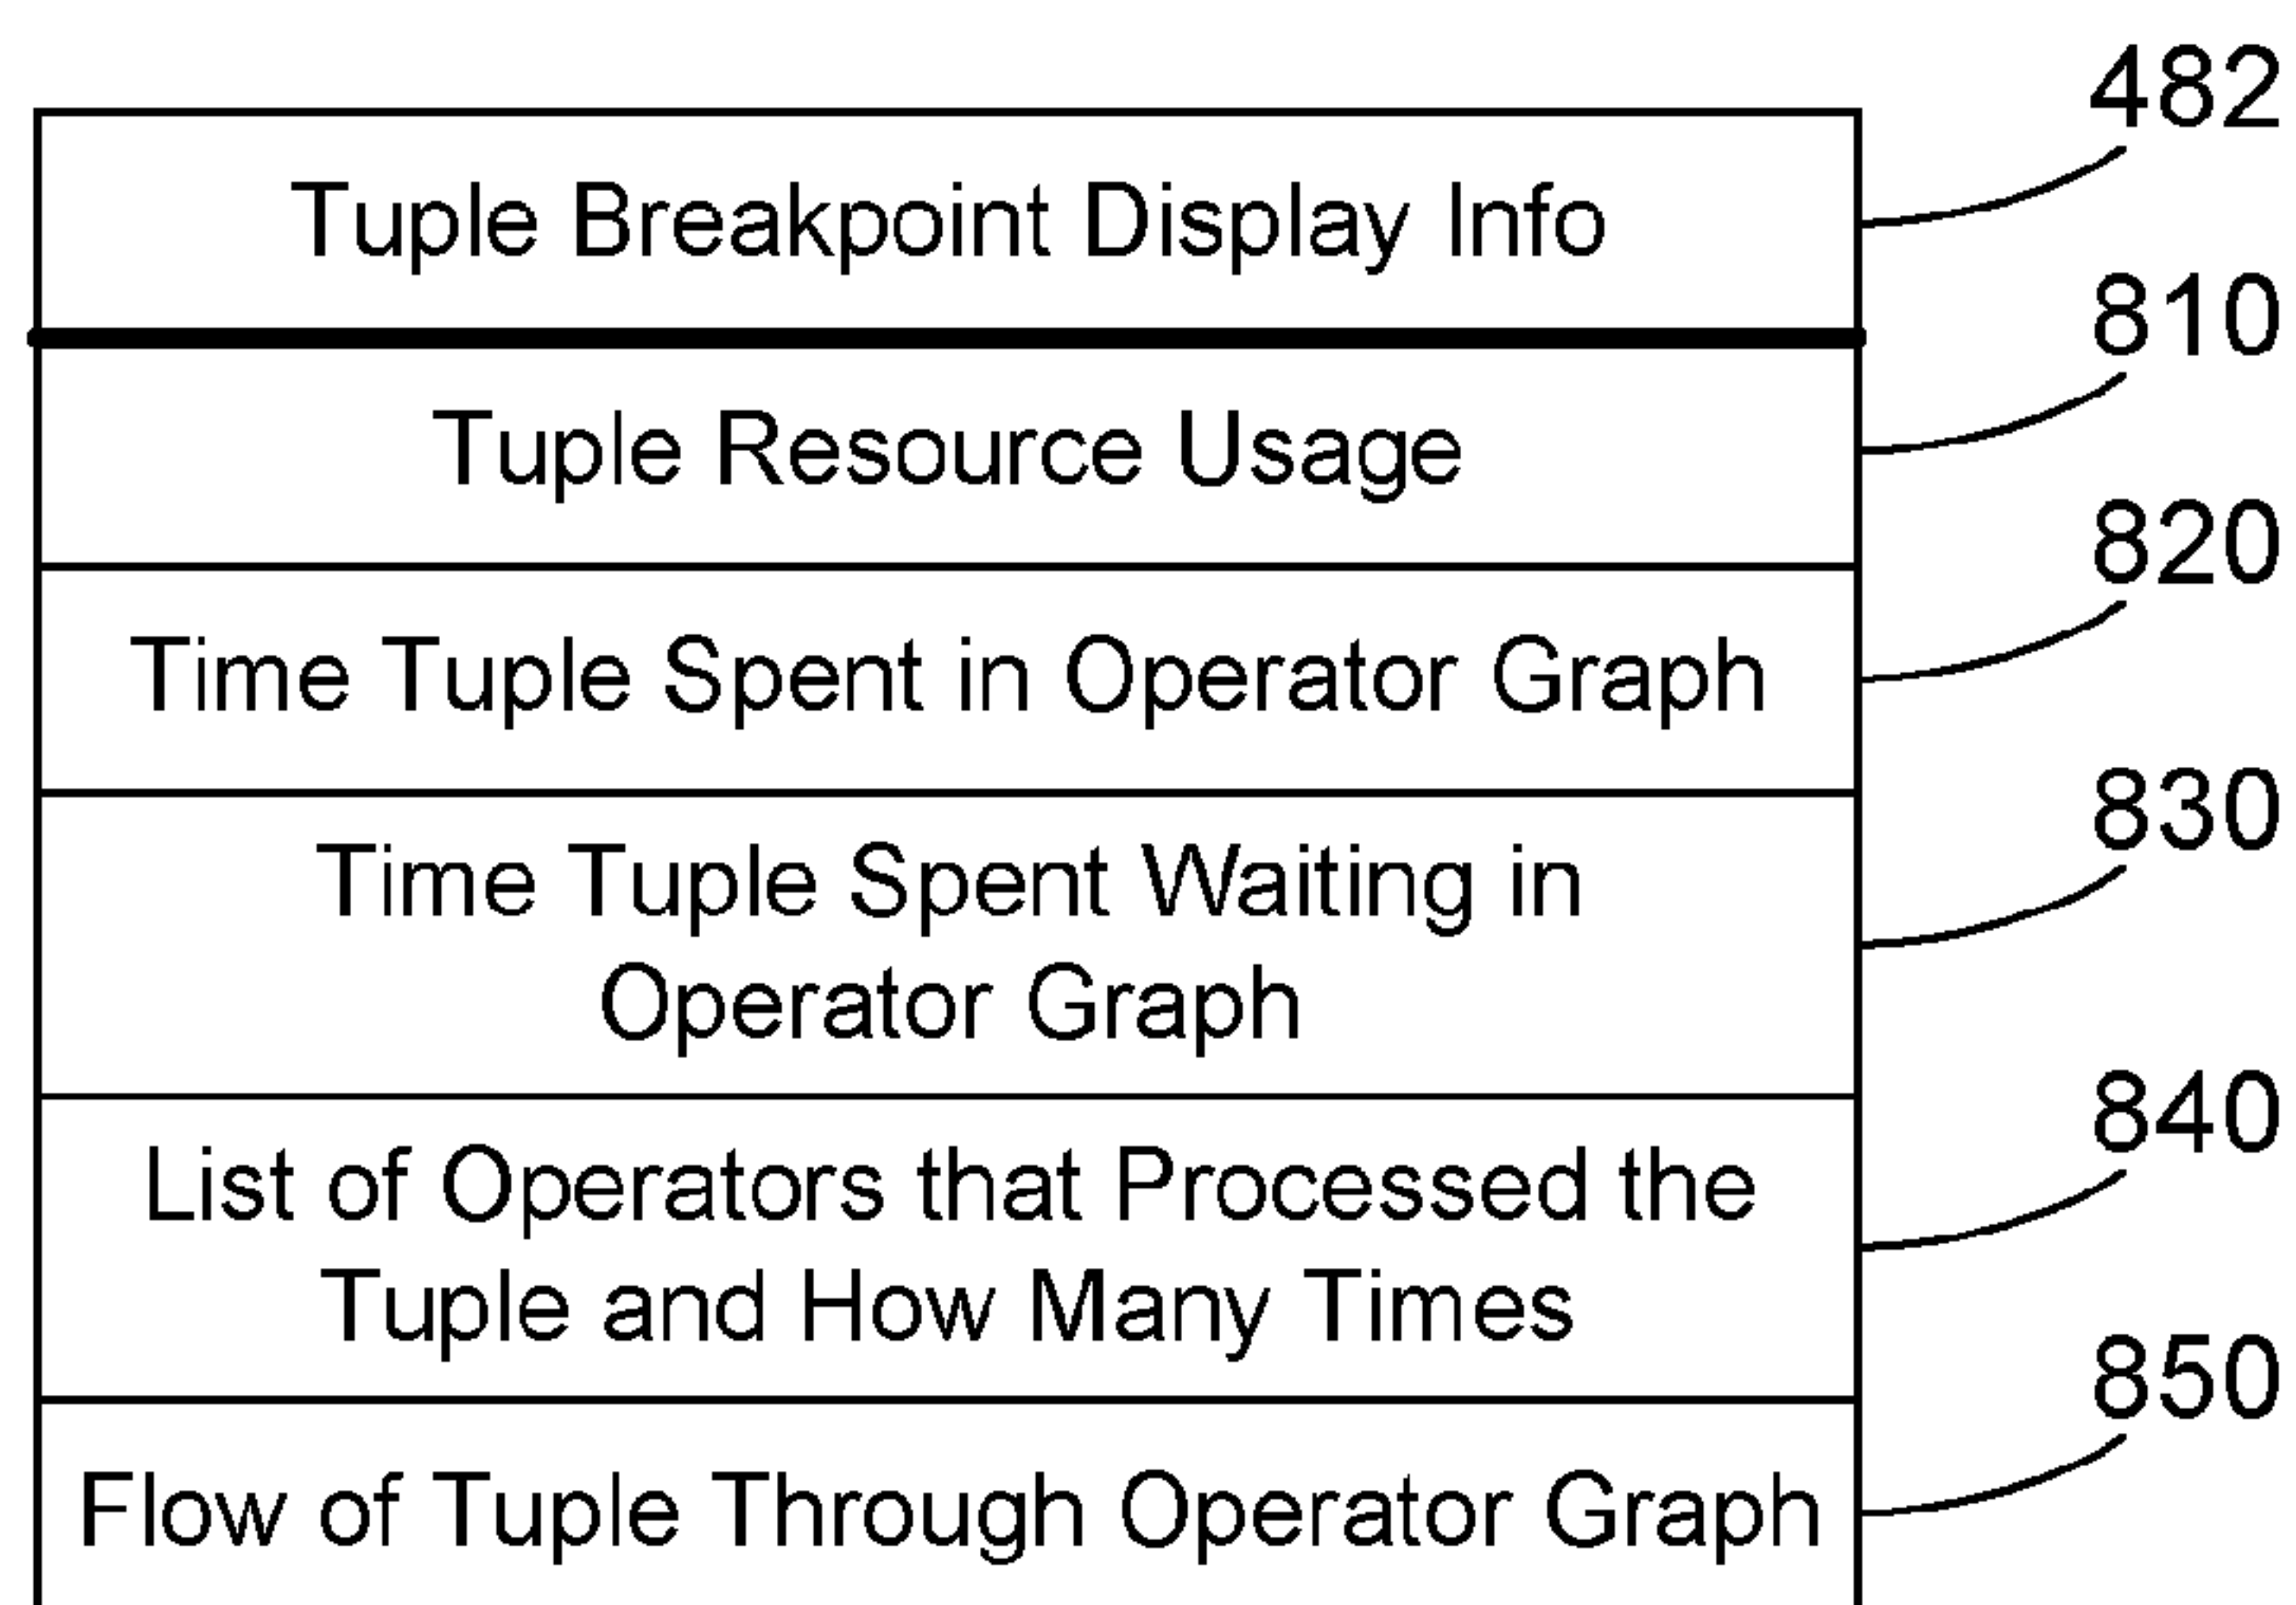 482
Tuple Breakpoint Display Info
810
Tuple Resource Usage
820
Time Tuple Spent in Operator Graph
830
Time Tuple Spent Waiting in
Operator Graph
840
List of Operators that Processed the
Tuple and How Many Times
850
Flow of Tuple Through Operator Graph